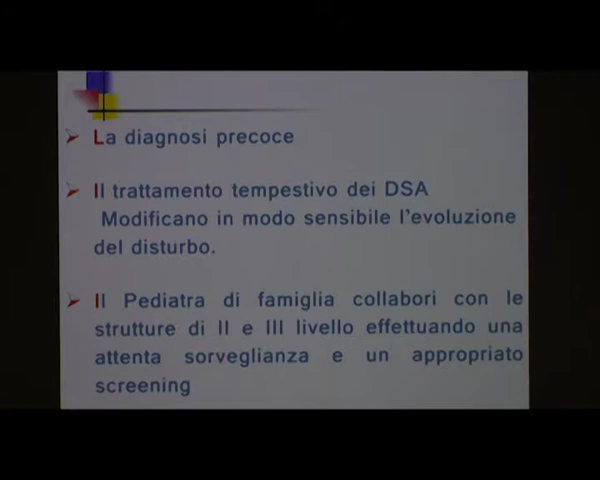 La diagnosi precoce
Il trattamento tempestivo dei DSA
Modificano in modo sensibile l'evoluzione
del disturbo.
Il Pediatra di famiglia collabori con le
strutture di II e III livello effettuando una
attenta sorveglianza e un appropriato
screening